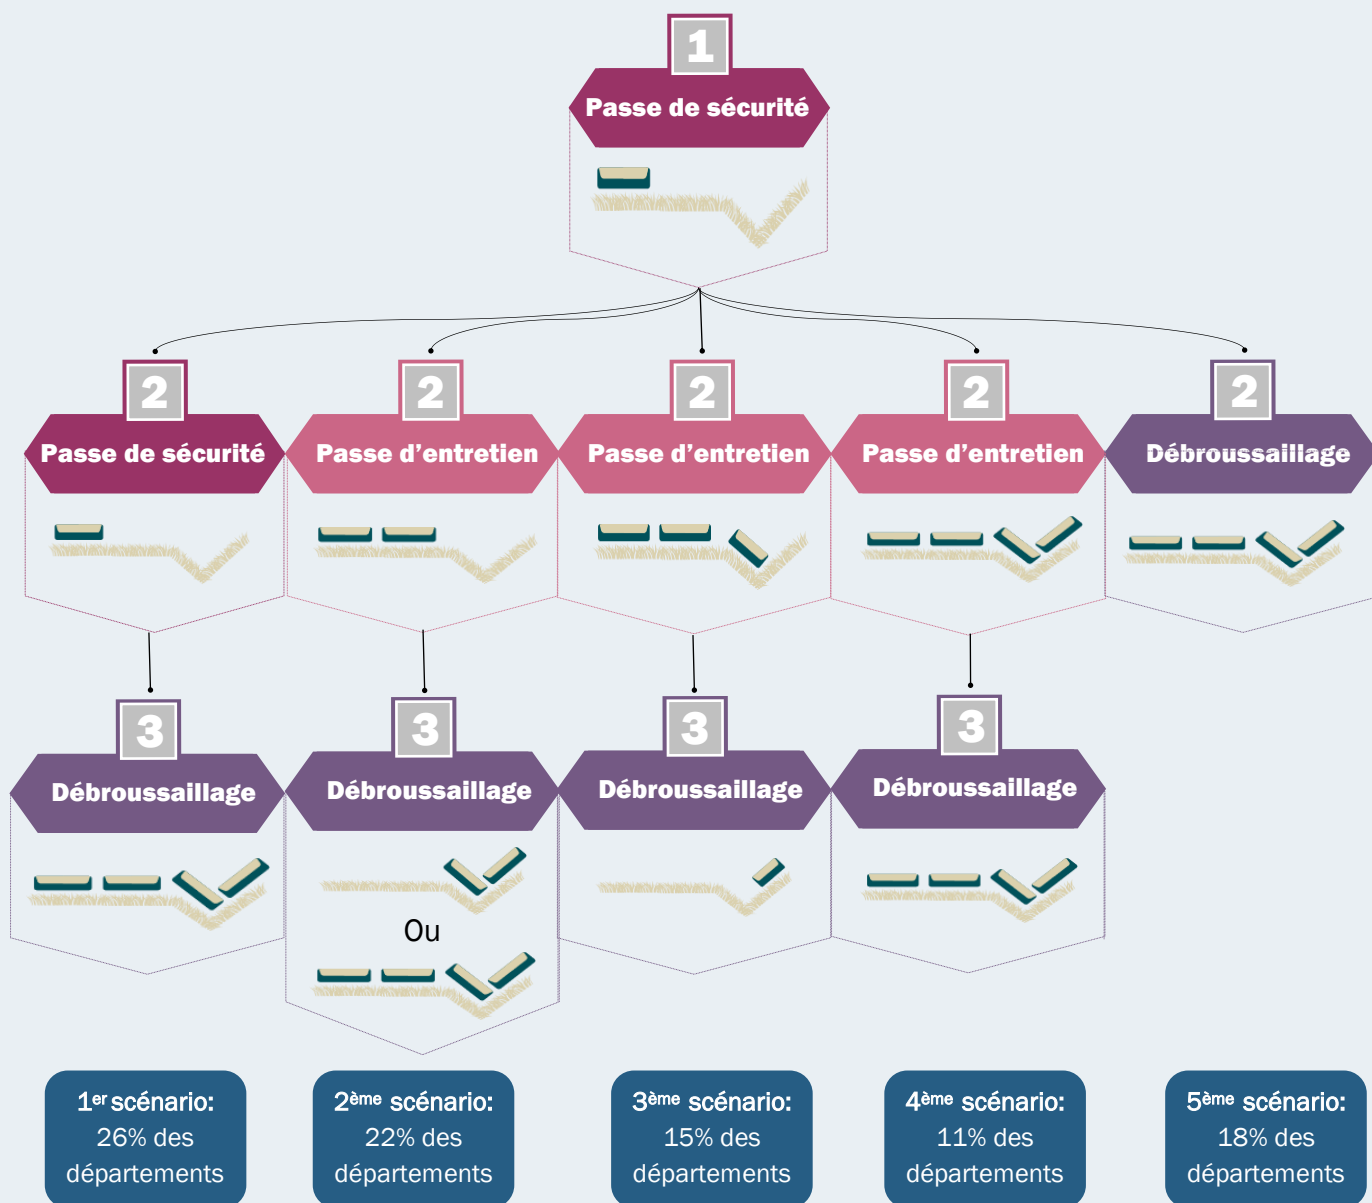 1
Passe de sécurité
2
Passe de sécurité
2
Passe d'entretien
2
Passe d'entretien
2
Passe d'entretien
2
Débroussaillage
3
Débroussaillage
3
Débroussaillage
Ou
3
Débroussaillage
3
Débroussaillage
1er scénario:
26% des
départements
2ème scénario:
22% des
départements
3ème scénario:
15% des
départements
4ème scénario:
11% des
départements
5ème scénario:
18% des
départements